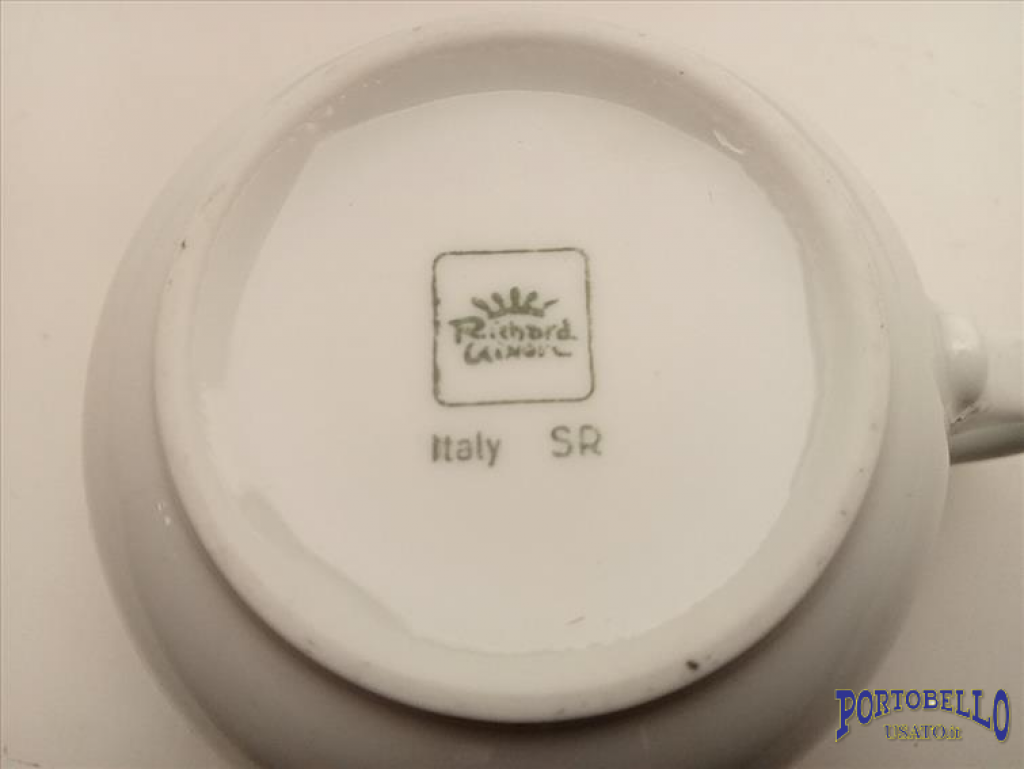 Richard
Ginori
Italy SR
PORTOBELLO
USATO.it